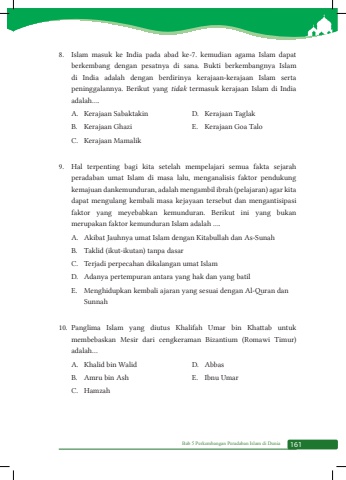 8. Islam masuk ke India pada abad ke-7, kemudian agama Islam dapat
berkembang dengan pesatnya di sana. Bukti berkembangnya Islam
di India adalah dengan berdirinya kerajaan-kerajaan Islam serta
peninggalannya. Berikut yang tidak termasuk kerajaan Islam di India
adalah....
A. Kerajaan Sabaktakin
B. Kerajaan Ghazi
C. Kerajaan Mamalik
D. Kerajaan Taglak
E. Kerajaan Goa Talo
9. Hal terpenting bagi kita setelah mempelajari semua fakta sejarah
peradaban umat Islam di masa lalu, menganalisis faktor pendukung
kemajuan dankemunduran, adalah mengambil ibrah (pelajaran) agar kita
dapat mengulang kembali masa kejayaan tersebut dan mengantisipasi
faktor yang meyebabkan kemunduran. Berikut ini yang bukan
merupakan faktor kemunduran Islam adalah ....
A. Akibat Jauhnya umat Islam dengan Kitabullah dan As-Sunah
B. Taklid (ikut-ikutan) tanpa dasar
C. Terjadi perpecahan dikalangan umat Islam
D. Adanya pertempuran antara yang hak dan yang batil
E. Menghidupkan kembali ajaran yang sesuai dengan Al-Quran dan
Sunnah
10. Panglima Islam yang diutus Khalifah Umar bin Khattab untuk
membebaskan Mesir dari cengkeraman Bizantium (Romawi Timur)
adalah...
A. Khalid bin Walid
B. Amru bin Ash
C. Hamzah
D. Abbas
E. Ibnu Umar
Bab 5 Perkembangan Peradaban Islam di Dunia 161